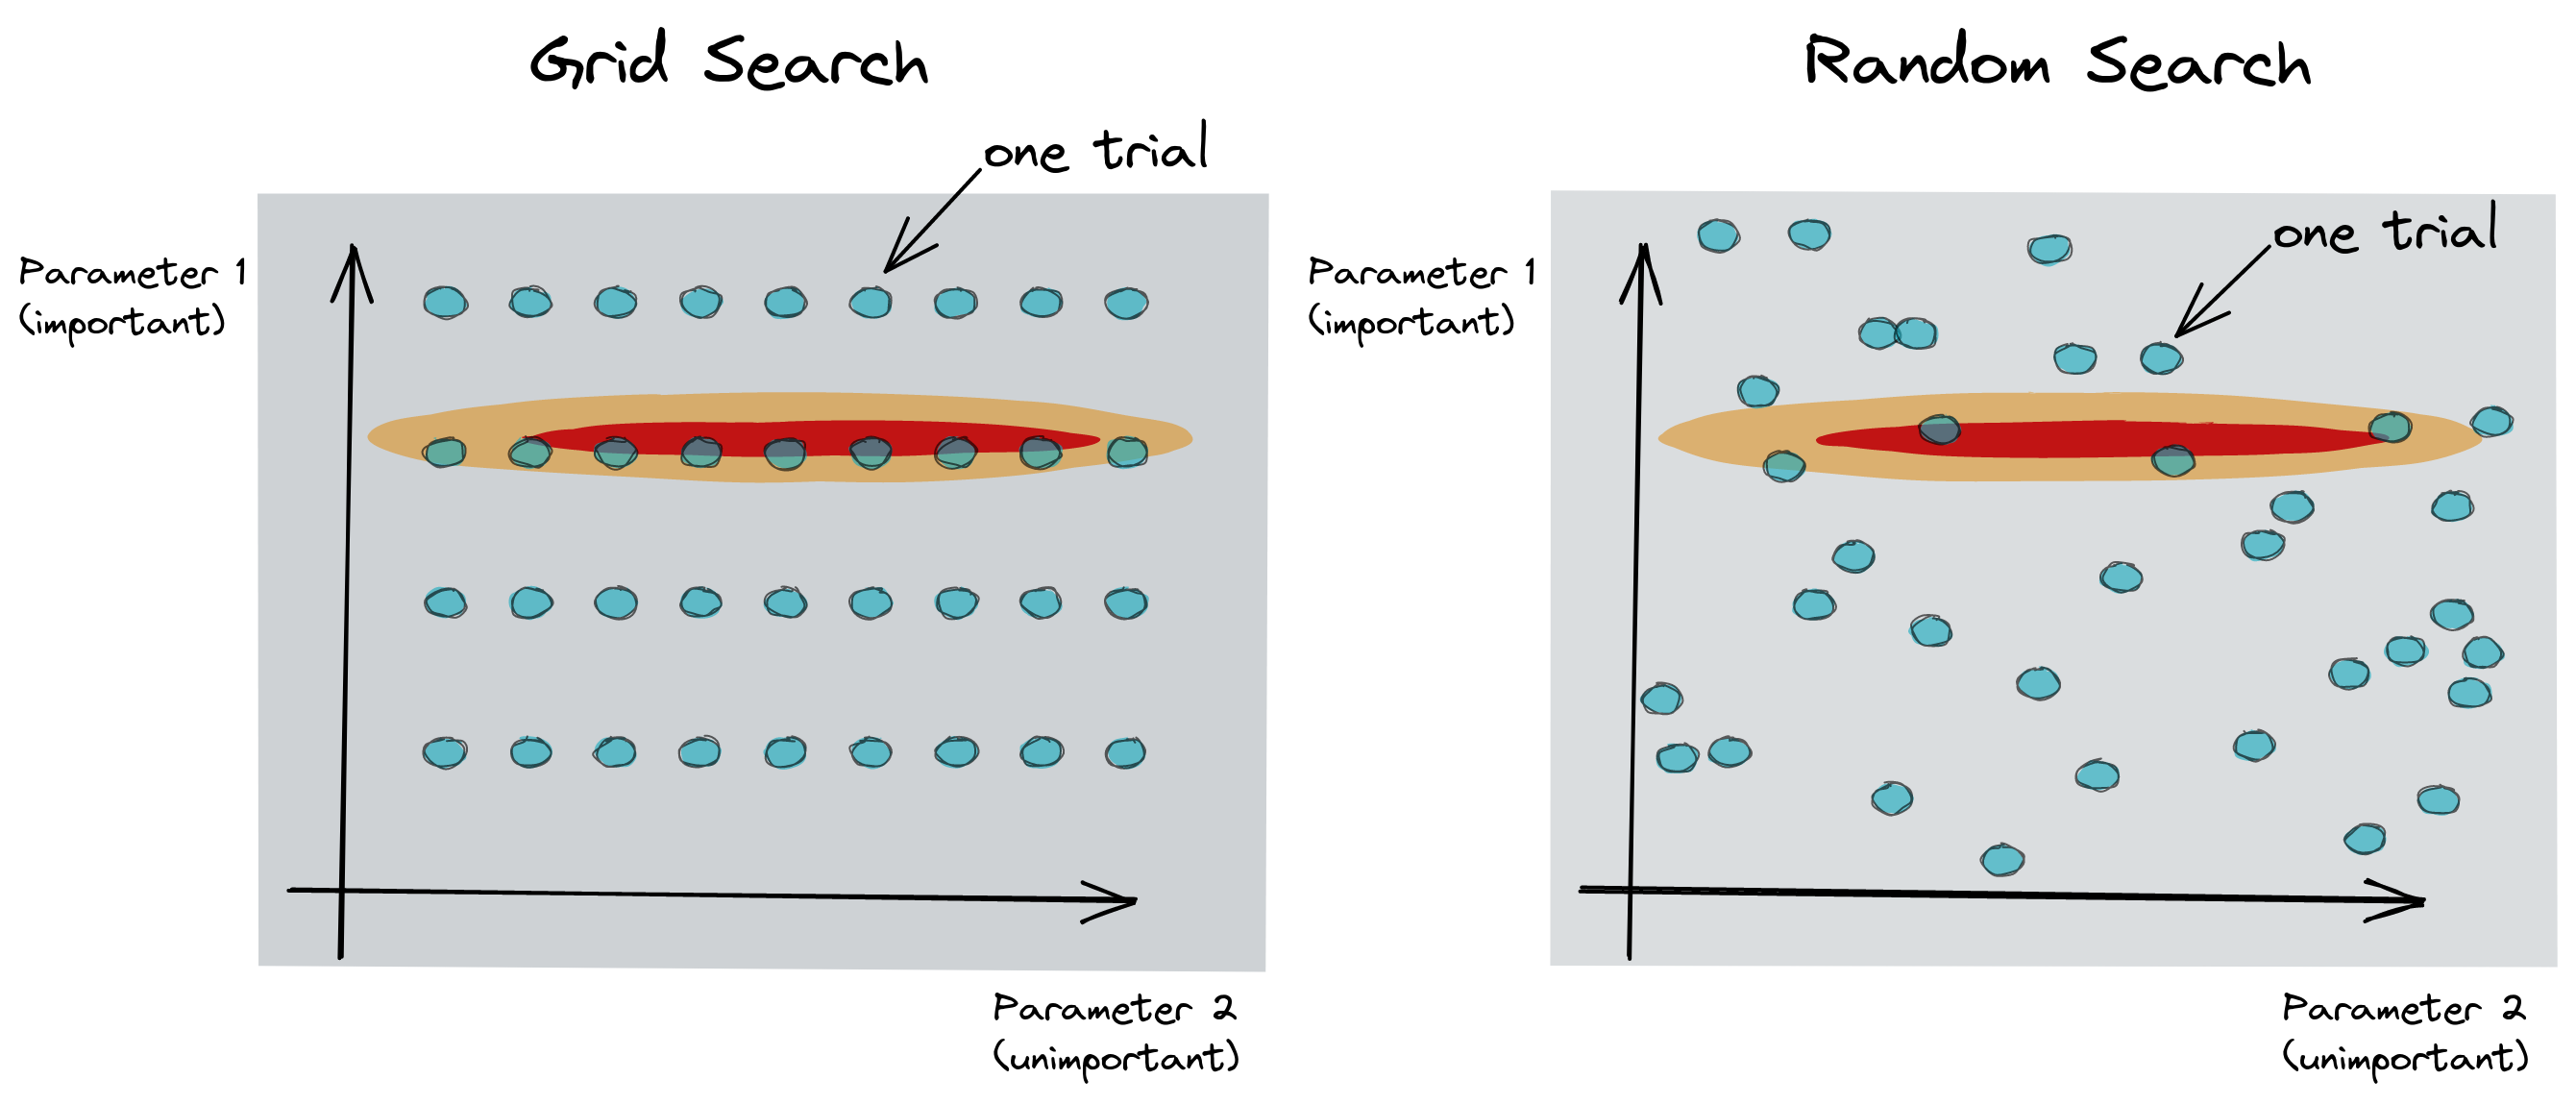 Grid Search
one trial
Parameter 1
(important)
Parameter 2
(unimportant)
Random Search
one trial
Parameter 1
(important)
Parameter 2
(unimportant)